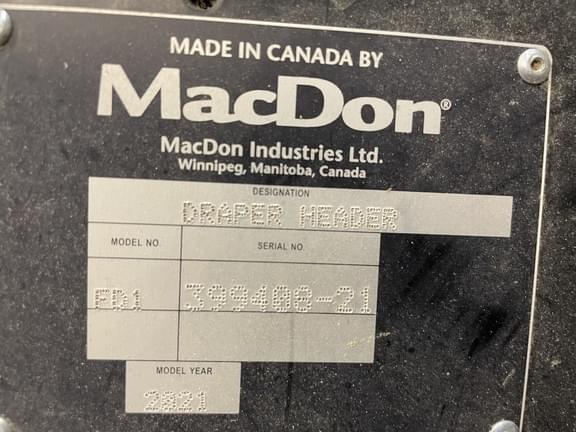 MADE IN CANADA BY
MacDon®
MacDon Industries Ltd.
Winnipeg, Manitoba, Canada
DESIGNATION
DRAPER HEADER
MODEL NO. SERIAL NO.
FD1 399408-21
MODEL YEAR
2021